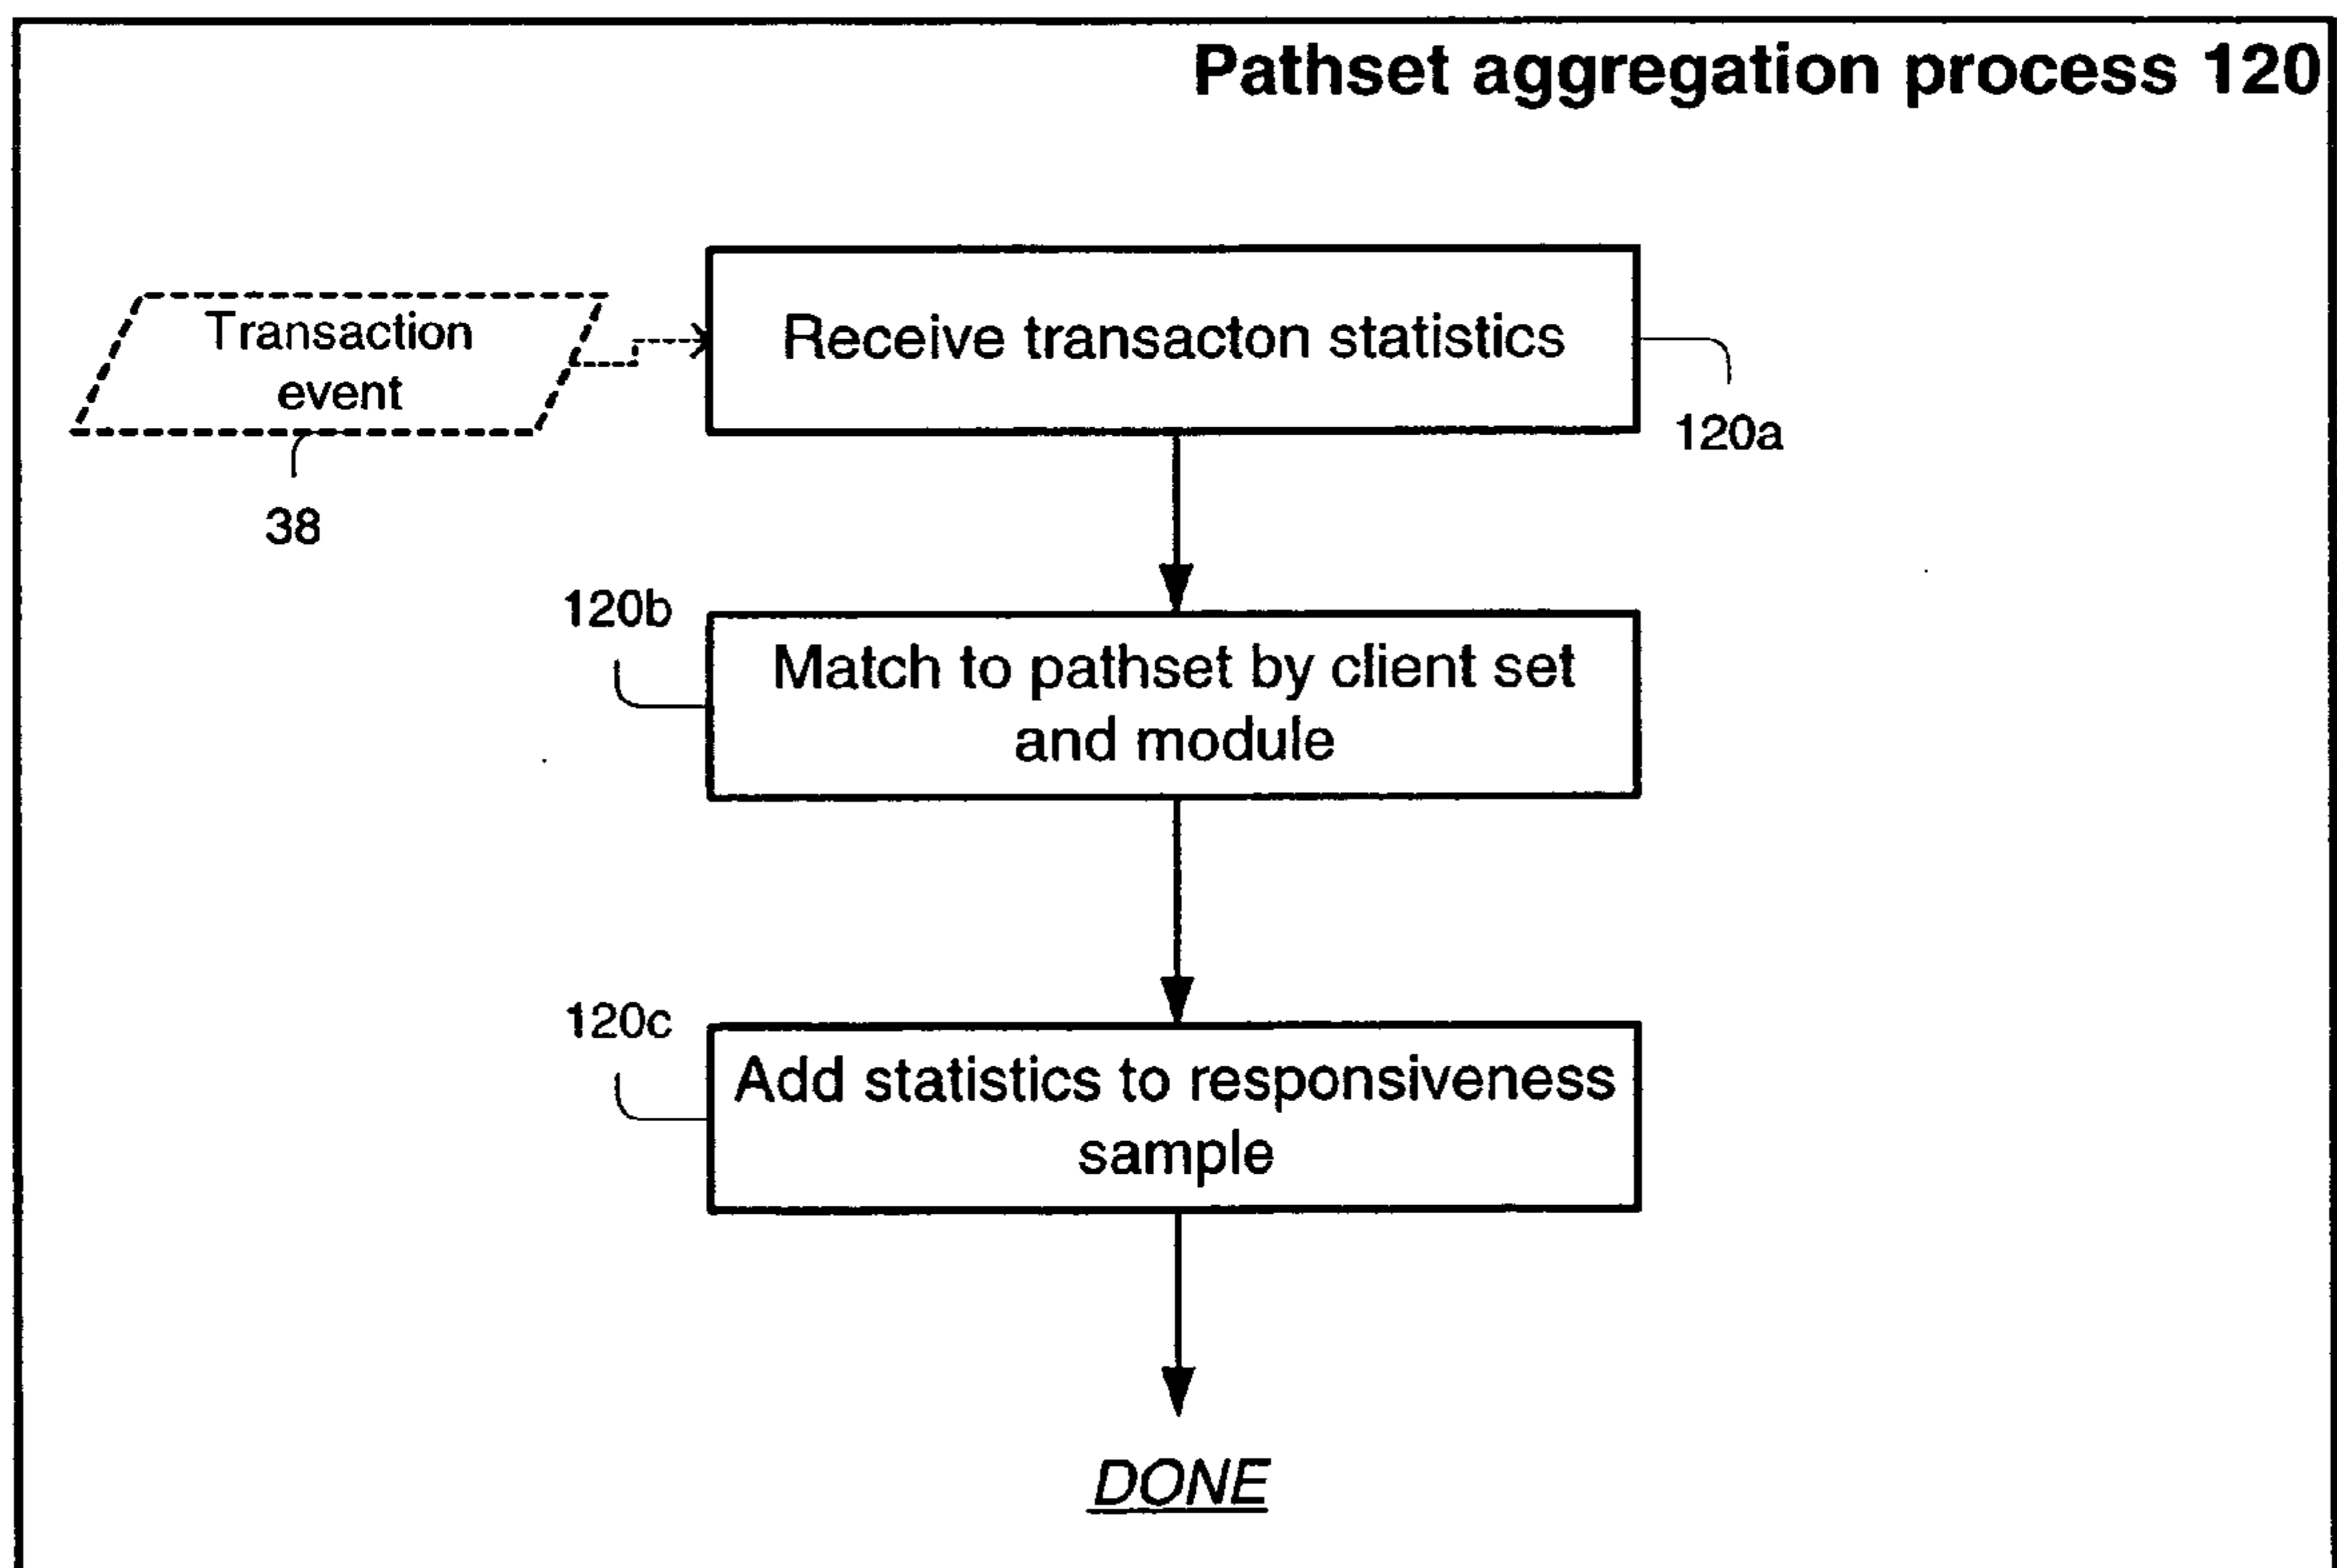 Pathset aggregation process 120
Transaction
event
38
Receive transacton statistics
120a
120b
Match to pathset by client set
and module
120c
Add statistics to responsiveness
sample
DONE